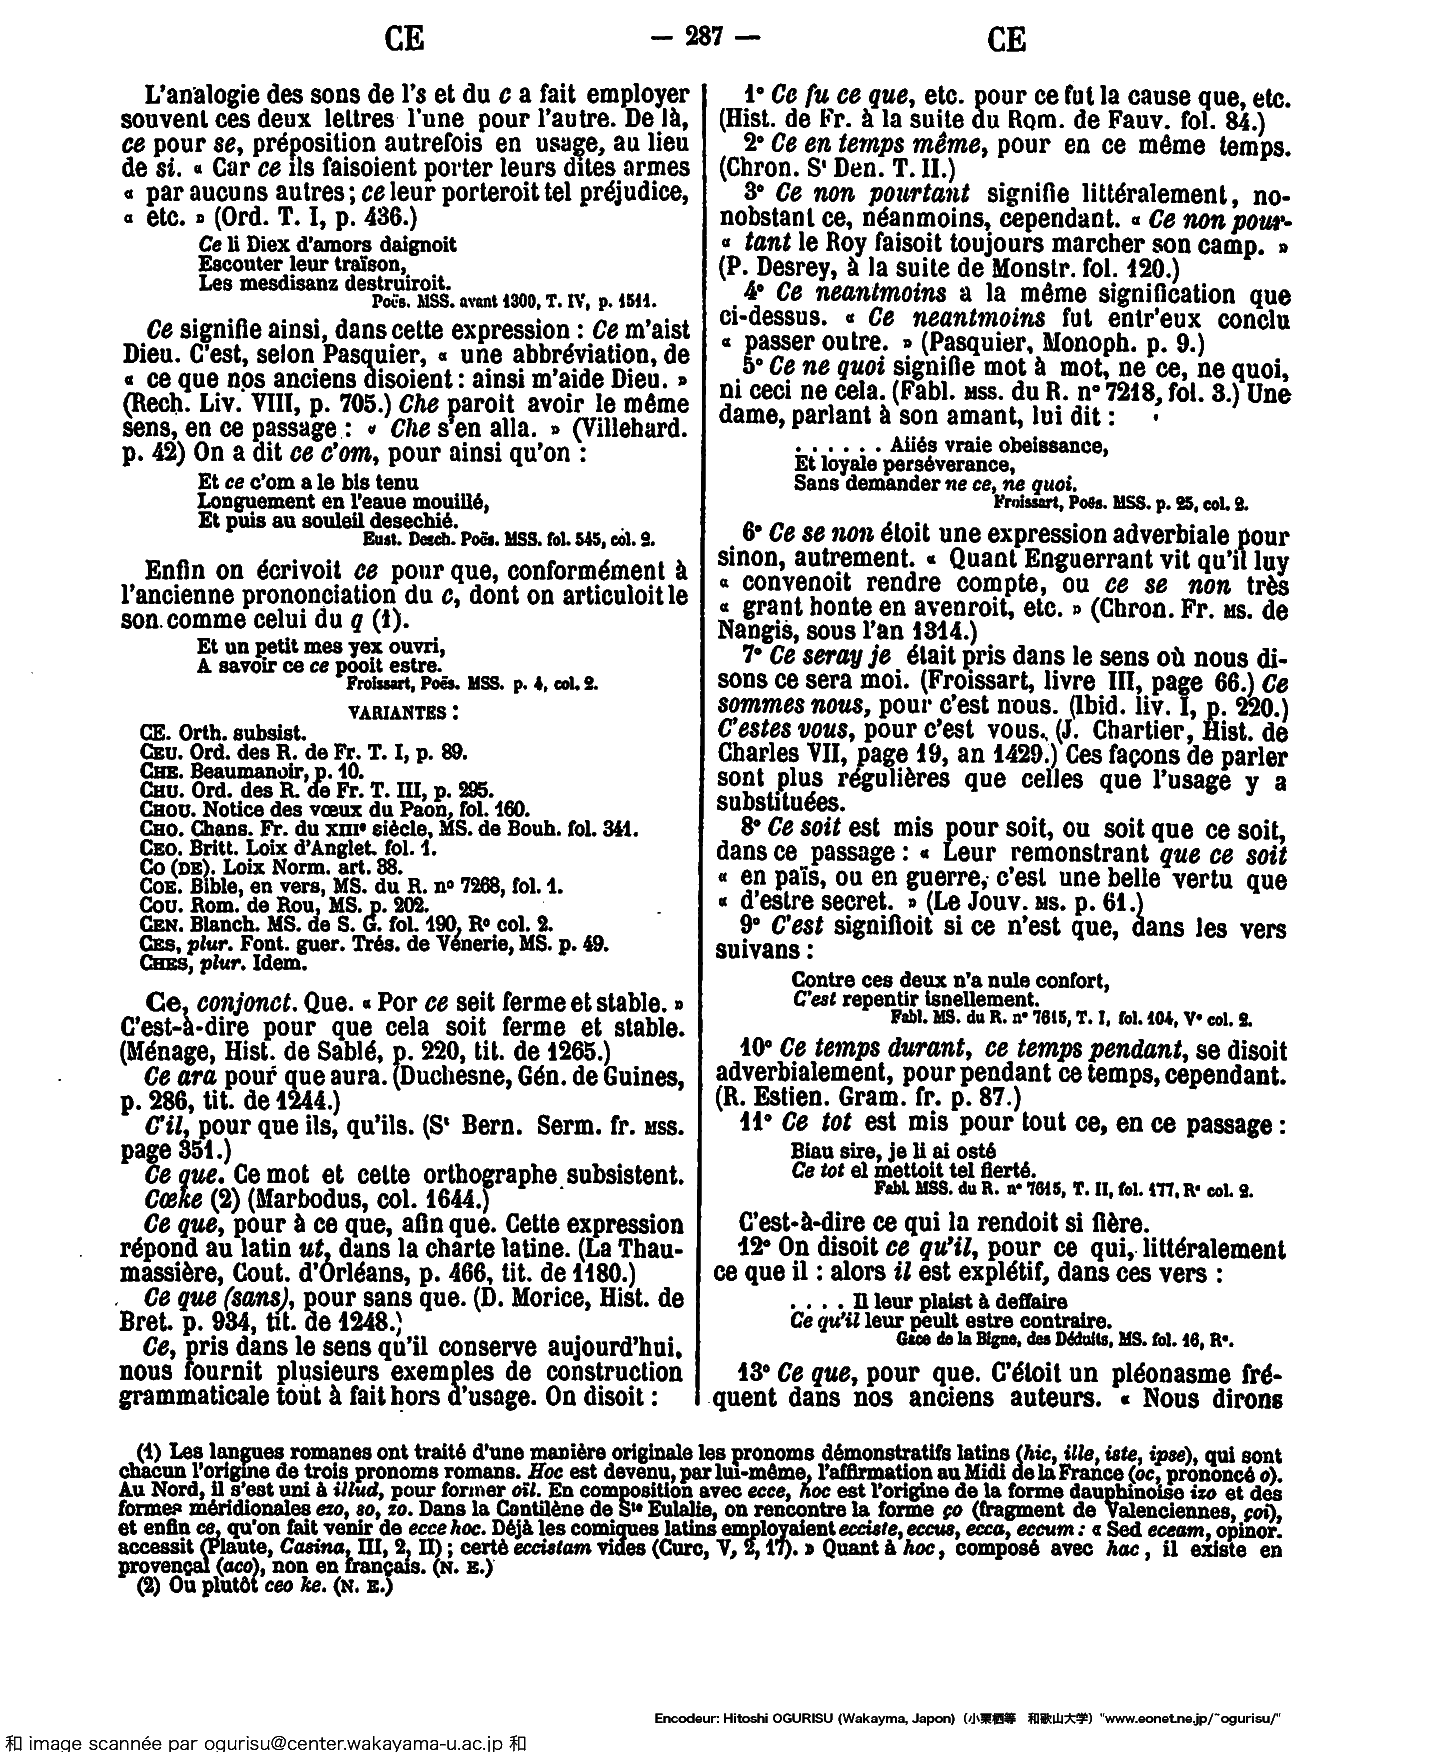 CE — 287 — CE
L'analogie des sons de l's et du c a fait employer
souvent ces deux lettres l'une pour l'autre. De là,
ce pour se, préposition autrefois en usage, au lieu
de si. « Car ce ils faisoient porter leurs dites armes
« par aucuns autres ; ce leur porteroit tel préjudice,
« etc. » (Ord. T. I, p. 436.)
Ce li Diex d'amors daignoit
Escouter leur traïson,
Les mesdisanz destruiroit.
Poës. MSS. avant 1300, T. IV, p. 1511.
Ce signifie ainsi, dans cette expression : Ce m'aist
Dieu. C'est, selon Pasquier, « une abbréviation, de
« ce que nos anciens disoient : ainsi m'aide Dieu. »
(Rech. Liv. VIII, p. 705.) Che paroit avoir le même
sens, en ce passage : « Che s'en alla. » (Villehard.
p. 42) On a dit ce c'om, pour ainsi qu'on :
Et ce c'om a le bis tenu
Longuement en l'eaue mouillé,
Et puis au souleil desechié.
Eust. Desch. Poës. MSS. fol. 545, col. 2.
Enfin on écrivoit ce pour que, conformément à
l'ancienne prononciation du c, dont on articuloit le
son comme celui du q (1).
Et un petit mes yex ouvri,
A savoir ce ce pooit estre.
Froissart, Poës. MSS. p. 4, col. 2.
VARIANTES :
CE. Orth. subsist.
CEU. Ord. des R. de Fr. T. I, p. 89.
CHE. Beaumanoir, p. 10.
CHU. Ord. des R. de Fr. T. III, p. 295.
CHOU. Notice des vœux du Paon, fol. 160.
CHO. Chans. Fr. du XIIIe siècle, MS. de Bouh. fol. 341.
CEO. Britt. Loix d'Anglet. fol. 1.
CO (DE). Loix Norm. art. 38.
COE. Bible, en vers, MS. du R. nº 7268, fol. 1.
COU. Rom. de Rou, MS. p. 202.
CEN. Blanch. MS. de S. G. fol. 190, Rº col. 2.
CES, plur. Font. guer. Trés. de Vénerie, MS. p. 49.
CHES, plur. Idem.
Ce, conjonct. Que. « Por ce seit ferme et stable. »
C'est-à-dire pour que cela soit ferme et stable.
(Ménage, Hist. de Sablé, p. 220, tit. de 1265.)
Ce ara pour que aura. (Duchesne, Gén. de Guines,
p. 286, tit. de 1244.)
C'il, pour que ils, qu'ils. (St Bern. Serm. fr. MSS.
page 351.)
Ce que. Ce mot et cette orthographe subsistent.
Cœke (2) (Marbodus, col. 1644.)
Ce que, pour à ce que, afin que. Cette expression
répond au latin ut, dans la charte latine. (La Thau-
massière, Cout. d'Orléans, p. 466, tit. de 1180.)
Ce que (sans), pour sans que. (D. Morice, Hist. de
Bret. p. 934, tit. de 1248.)
Ce, pris dans le sens qu'il conserve aujourd'hui,
nous fournit plusieurs exemples de construction
grammaticale tout à fait hors d'usage. On disoit :
1º Ce fu ce que, etc. pour ce fut la cause que, etc.
(Hist. de Fr. à la suite du Rom. de Fauv. fol. 84.)
2º Ce en temps même, pour en ce même temps.
(Chron. St Den. T. II.)
3º Ce non pourtant signifie littéralement, no-
nobstant ce, néanmoins, cependant. « Ce non pour-
« tant le Roy faisoit toujours marcher son camp. »
(P. Desrey, à la suite de Monstr. fol. 120.)
4º Ce neantmoins a la même signification que
ci-dessus. « Ce neantmoins fut entr'eux conclu
« passer outre. » (Pasquier, Monoph. p. 9.)
5º Ce ne quoi signifie mot à mot, ne ce, ne quoi,
ni ceci ne cela. (Fabl. MSS. du R. nº 7218, fol. 3.) Une
dame, parlant à son amant, lui dit :
. . . . . . Aiiés vraie obeissance,
Et loyale perséverance,
Sans demander ne ce, ne quoi.
Froissart, Poës. MSS. p. 25, col. 2.
6º Ce se non étoit une expression adverbiale pour
sinon, autrement. « Quant Enguerrant vit qu'il luy
« convenoit rendre compte, ou ce se non très
« grant honte en avenroit, etc. » (Chron. Fr. MS. de
Nangis, sous l'an 1314.)
7º Ce seray je était pris dans le sens où nous di-
sons ce sera moi. (Froissart, livre III, page 66.) Ce
sommes nous, pour c'est nous. (Ibid. liv. I, p. 220.)
C'estes vous, pour c'est vous. (J. Chartier, Hist. de
Charles VII, page 19, an 1429.) Ces façons de parler
sont plus régulières que celles que l'usage y a
substituées.
8º Ce soit est mis pour soit, ou soit que ce soit,
dans ce passage : « Leur remonstrant que ce soit
« en païs, ou en guerre, c'est une belle vertu que
« d'estre secret. » (Le Jouv. MS. p. 61.)
9º C'est signifioit si ce n'est que, dans les vers
suivans :
Contre ces deux n'a nule confort,
C'est repentir isnellement.
Fabl. MS. du R. nº 7615, T. I, fol. 104, Vº col. 2.
10º Ce temps durant, ce temps pendant, se disoit
adverbialement, pour pendant ce temps, cependant.
(R. Estien. Gram. fr. p. 87.)
11º Ce tot est mis pour tout ce, en ce passage :
Biau sire, je li ai osté
Ce tot el mettoit tel fierté.
Fabl. MSS. du R. nº 7615, T. II, fol. 177, Rº col. 2.
C'est-à-dire ce qui la rendoit si fière.
12º On disoit ce qu'il, pour ce qui, littéralement
ce que il : alors il est explétif, dans ces vers :
. . . . Il leur plaist à deffaire
Ce qu'il leur peult estre contraire.
Gace de la Bigne, des Déduits, MS. fol. 16, Rº.
13º Ce que, pour que. C'étoit un pléonasme fré-
quent dans nos anciens auteurs. « Nous dirons
(1) Les langues romanes ont traité d'une manière originale les pronoms démonstratifs latins (hic, ille, iste, ipse), qui sont
chacun l'origine de trois pronoms romans. Hoc est devenu, par lui-même, l'affirmation au Midi de la France (oc, prononcé o).
Au Nord, il s'est uni à illud, pour former oïl. En composition avec ecce, hoc est l'origine de la forme dauphinoise izo et des
formes méridionales ezo, so, zo. Dans la Cantilène de Ste Eulalie, on rencontre la forme ço (fragment de Valenciennes, çoi),
et enfin ce, qu'on fait venir de ecce hoc. Déjà les comiques latins employaient ecciste, eccus, ecca, eccum : « Sed eceam, opinor.
accessit (Plaute, Casina, III, 2, II) ; certè eccistam vides (Curc, V, 2, 17). » Quant à hoc, composé avec hac, il existe en
provençal (aco), non en français. (N. E.)
(2) Ou plutôt ceo ke. (N. E.)
Encodeur: Hitoshi OGURISU (Wakayma, Japon)（小栗栖等　和歌山大学）"www.eonet.ne.jp/~ogurisu/"
和 image scannée par ogurisu@center.wakayama-u.ac.jp 和